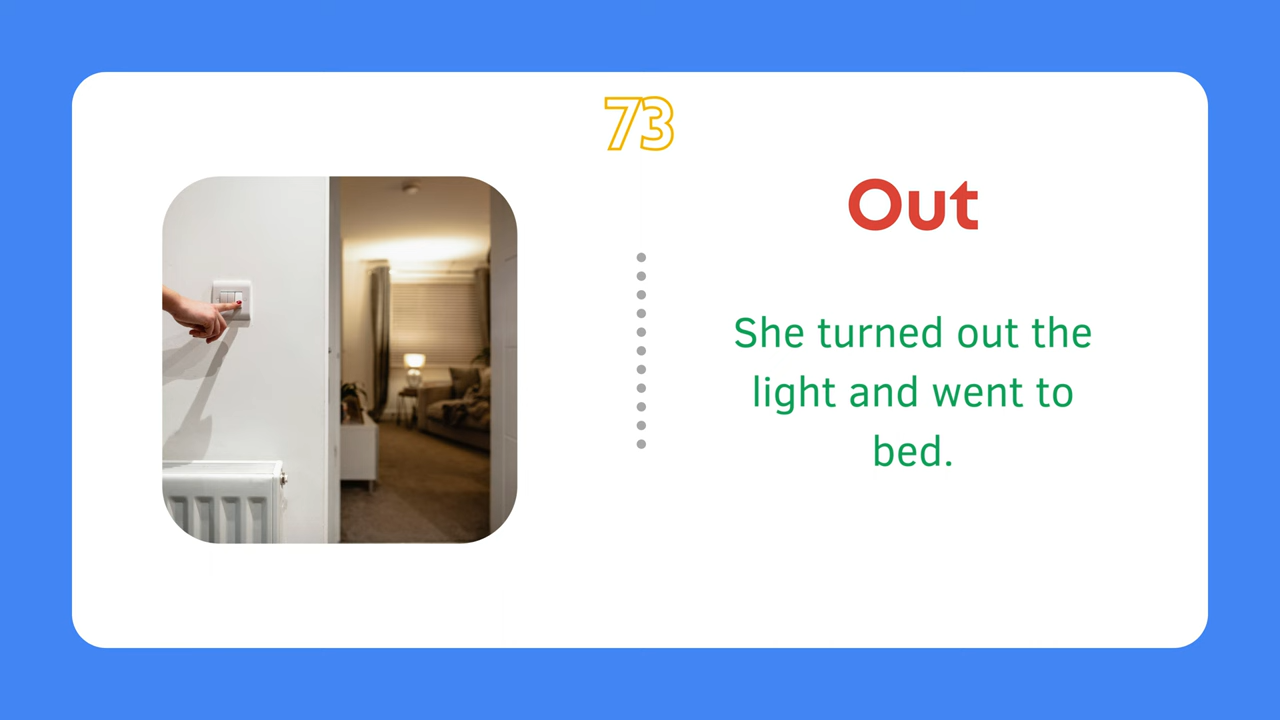 73
Out
She turned out the
light and went to
bed.